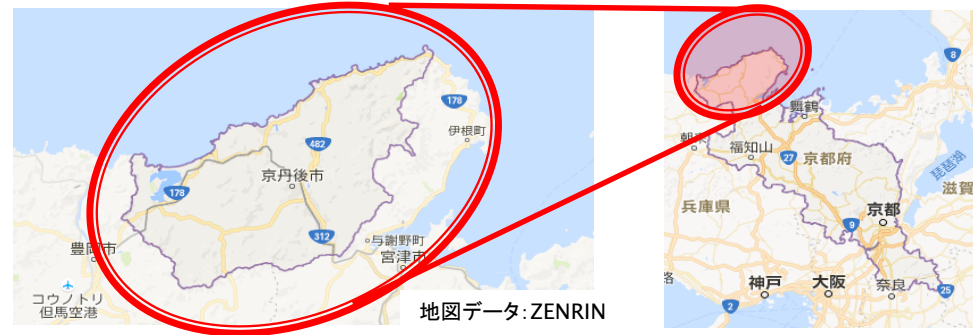 178
伊根町
482
京丹後市
178
312
与謝野町
宮津市
豊岡市
コウノトリ
但馬空港
地図データ：ZENRIN
8
舞鶴
福知山
27
京都府
琵琶湖
滋賀
兵庫県
京都
9
神戸
大阪
奈良
25
2